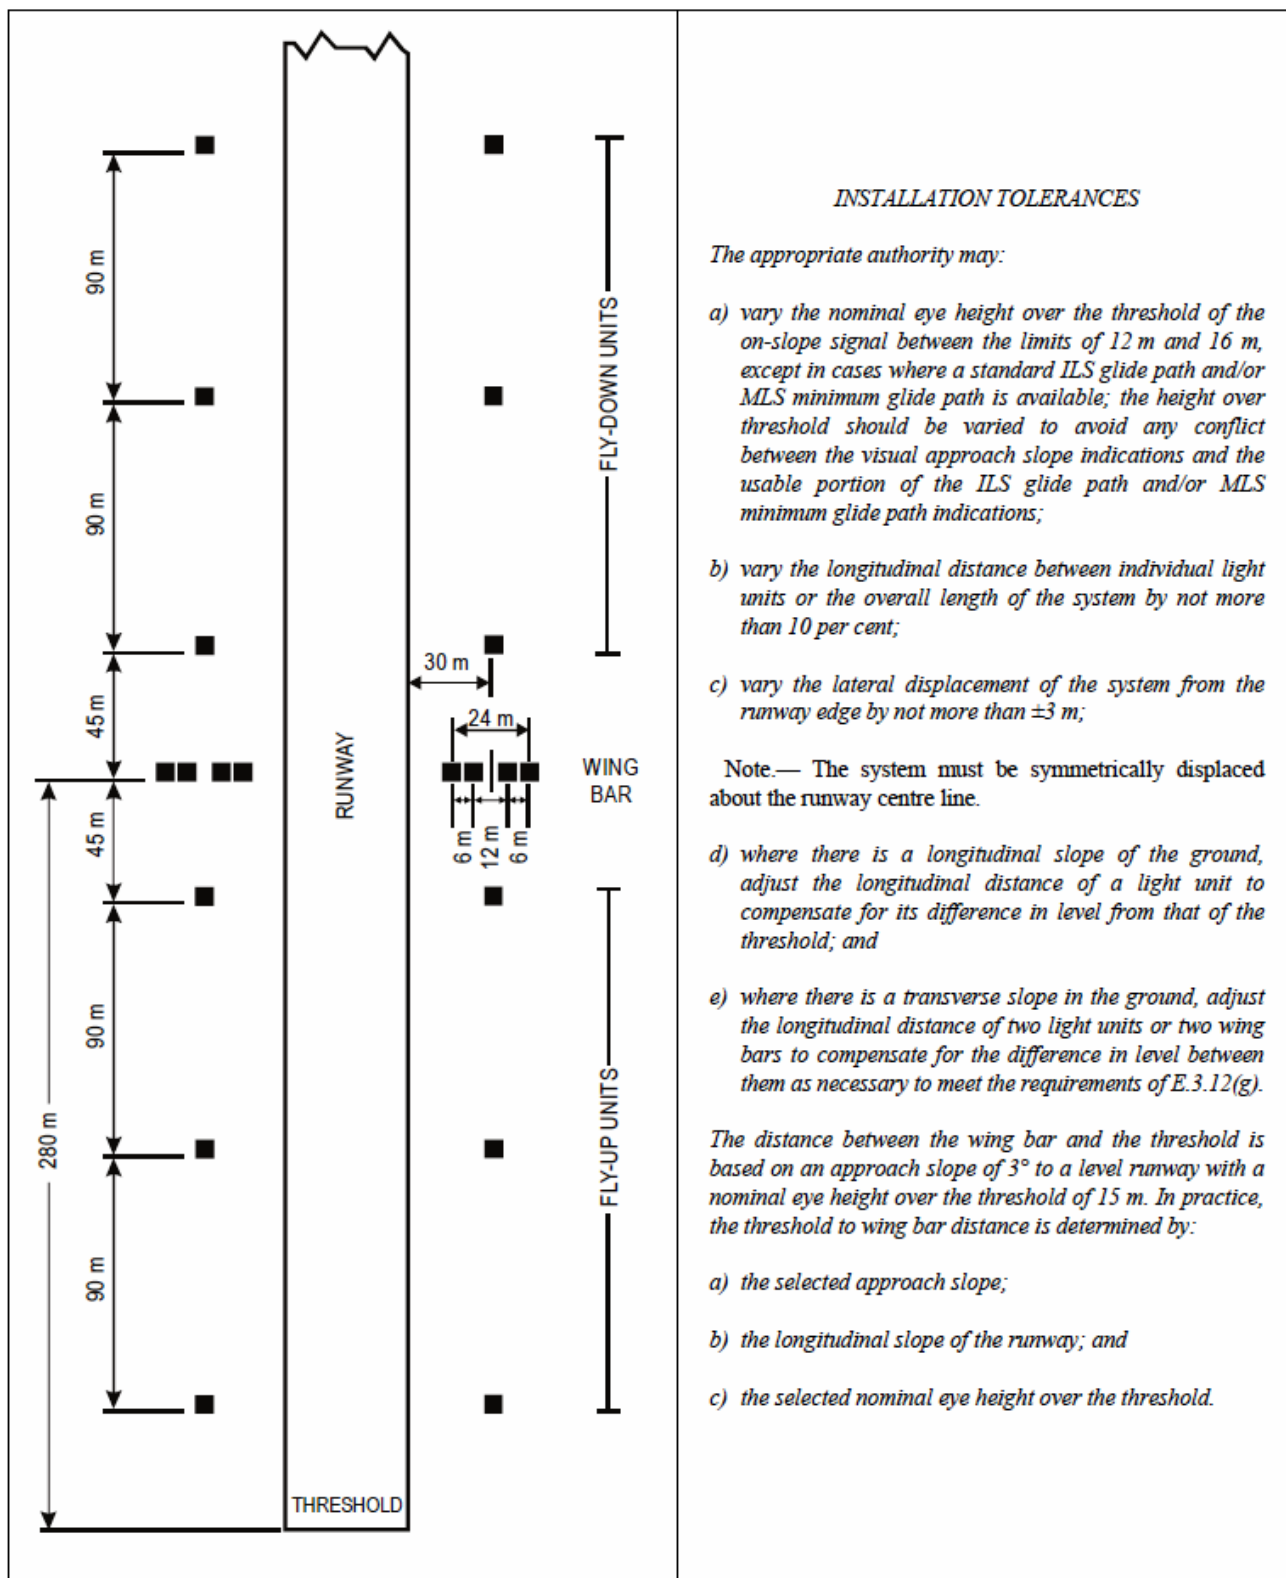 90 m
90 m
45 m
45 m
90 m
90 m
280 m
RUNWAY
THRESHOLD
30 m
24 m
6 m
12 m
6 m
FLY-DOWN UNITS
WING
BAR
FLY-UP UNITS
INSTALLATION TOLERANCES
The appropriate authority may:
a) vary the nominal eye height over the threshold of the
on-slope signal between the limits of 12 m and 16 m,
except in cases where a standard ILS glide path and/or
MLS minimum glide path is available; the height over
threshold should be varied to avoid any conflict
between the visual approach slope indications and the
usable portion of the ILS glide path and/or MLS
minimum glide path indications;
b) vary the longitudinal distance between individual light
units or the overall length of the system by not more
than 10 per cent;
c) vary the lateral displacement of the system from the
runway edge by not more than ±3 m;
Note.— The system must be symmetrically displaced
about the runway centre line.
d) where there is a longitudinal slope of the ground,
adjust the longitudinal distance of a light unit to
compensate for its difference in level from that of the
threshold; and
e) where there is a transverse slope in the ground, adjust
the longitudinal distance of two light units or two wing
bars to compensate for the difference in level between
them as necessary to meet the requirements of E.3.12(g).
The distance between the wing bar and the threshold is
based on an approach slope of 3° to a level runway with a
nominal eye height over the threshold of 15 m. In practice,
the threshold to wing bar distance is determined by:
a) the selected approach slope;
b) the longitudinal slope of the runway; and
c) the selected nominal eye height over the threshold.